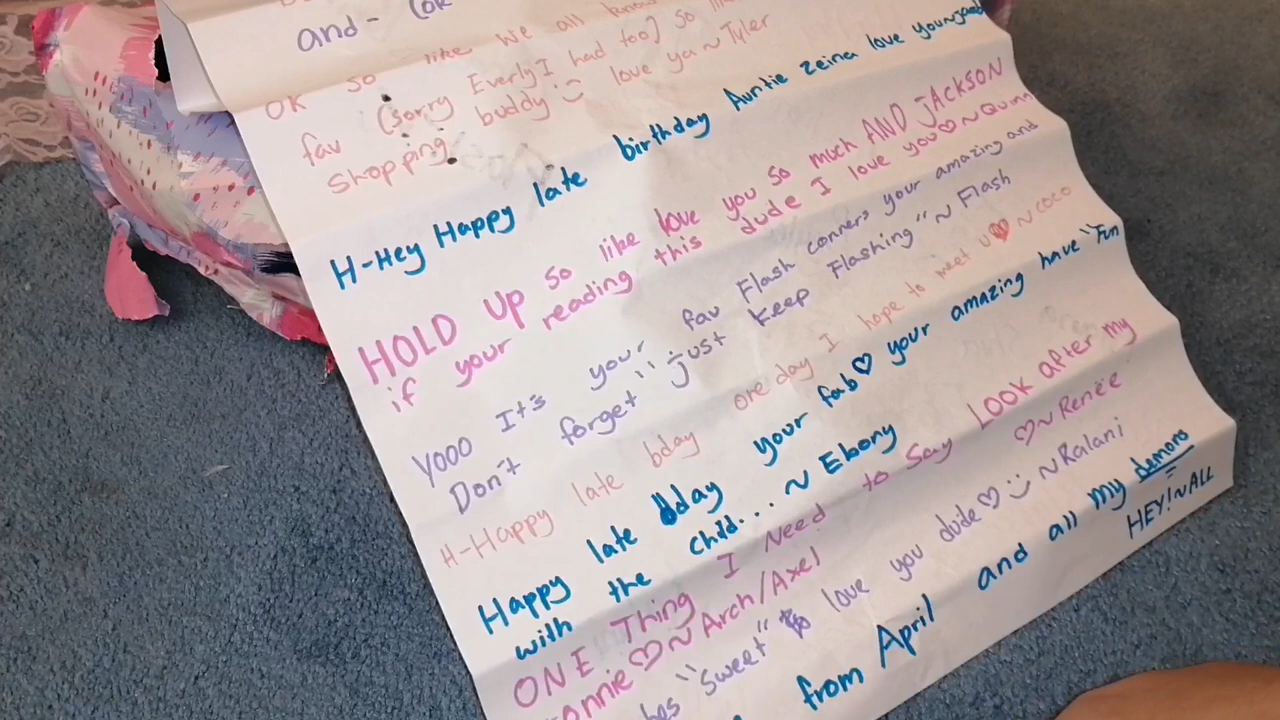 and- (ok
OK so like we all know so like
fav (sorry Everly I had too) love ya ~ Tyler
shopping buddy :)
H-Hey Happy late birthday Auntie Zeina love you
HOLD UP so like love you so much AND JACKSON
if your reading this dude I love you♡ ~ Quinn
YOOO It's your fav Flash conners your amazing and
Don't forget "just keep Flashing" ~ Flash
H-Happy late bday one day I hope to meet u♥ ~ coco
Happy late bday your fab♡ your amazing have "Fun
with the child... ~ Ebony
ONE Thing I Need to say LOOK after My
♡~ Arch/Axel ♡~ Renëe
"sweet" love you dude♡ :) ~ Ralani
from April and all my demons
HEY!~ALL